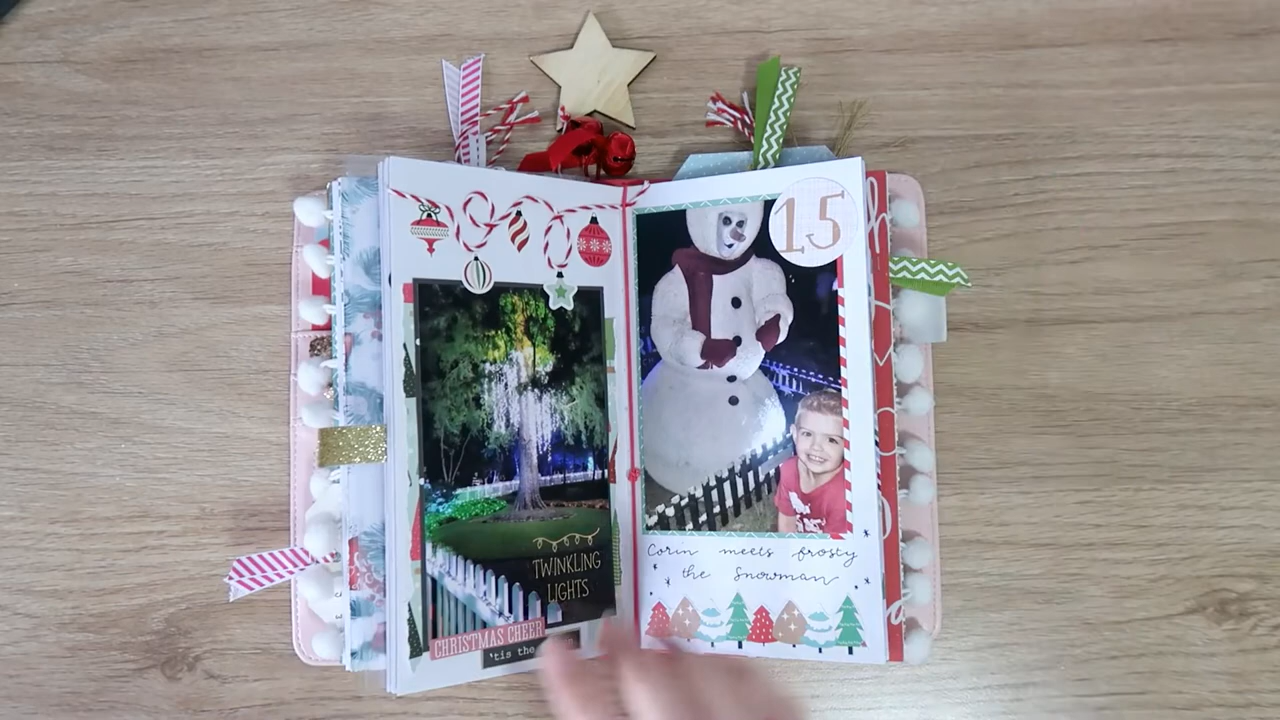 TWINKLING
LIGHTS
CHRISTMAS CHEER
'tis the
15
Corin meets frosty
the Snowman